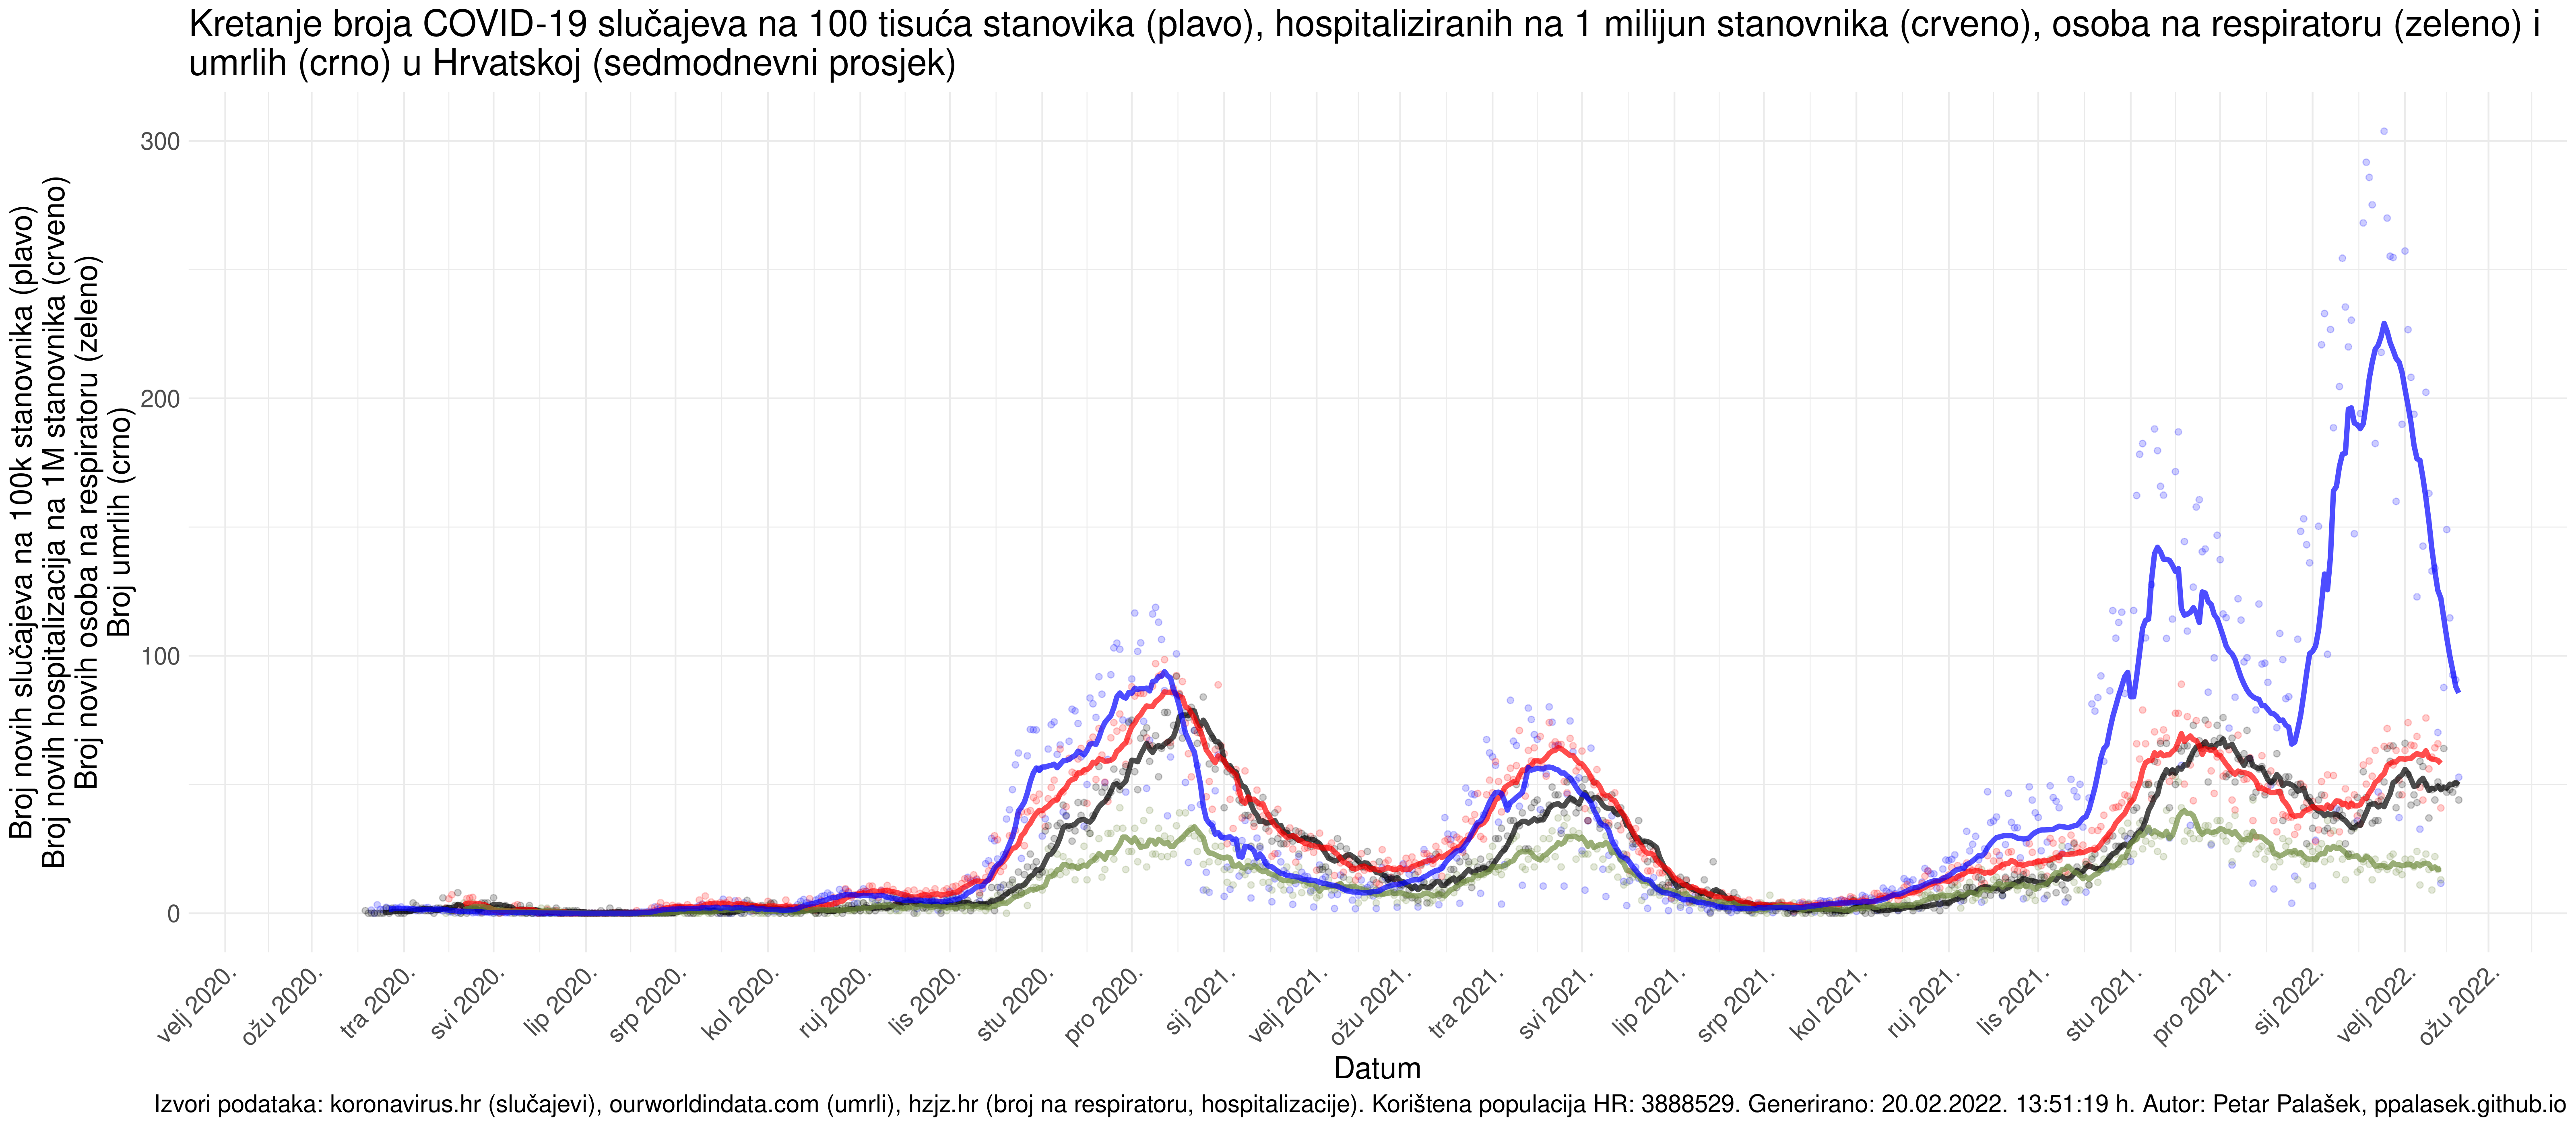 Kretanje broja COVID-19 slučajeva na 100 tisuća stanovika (plavo), hospitaliziranih na 1 milijun stanovnika (crveno), osoba na respiratoru (zeleno) i
umrlih (crno) u Hrvatskoj (sedmodnevni prosjek)
Broj novih slučajeva na 100k stanovnika (plavo)
Broj novih hospitalizacija na 1M stanovnika (crveno)
Broj novih osoba na respiratoru (zeleno)
Broj umrlih (crno)
300
200
100
0
velj 2020.
ožu 2020.
tra 2020.
svi 2020.
lip 2020.
srp 2020.
kol 2020.
ruj 2020.
lis 2020.
stu 2020.
pro 2020.
sij 2021.
velj 2021.
ožu 2021.
tra 2021.
svi 2021.
lip 2021.
srp 2021.
kol 2021.
ruj 2021.
lis 2021.
stu 2021.
pro 2021.
sij 2022.
velj 2022.
ožu 2022.
Datum
Izvori podataka: koronavirus.hr (slučajevi), ourworldindata.com (umrli), hzjz.hr (broj na respiratoru, hospitalizacije). Korištena populacija HR: 3888529. Generirano: 20.02.2022. 13:51:19 h. Autor: Petar Palašek, ppalasek.github.io